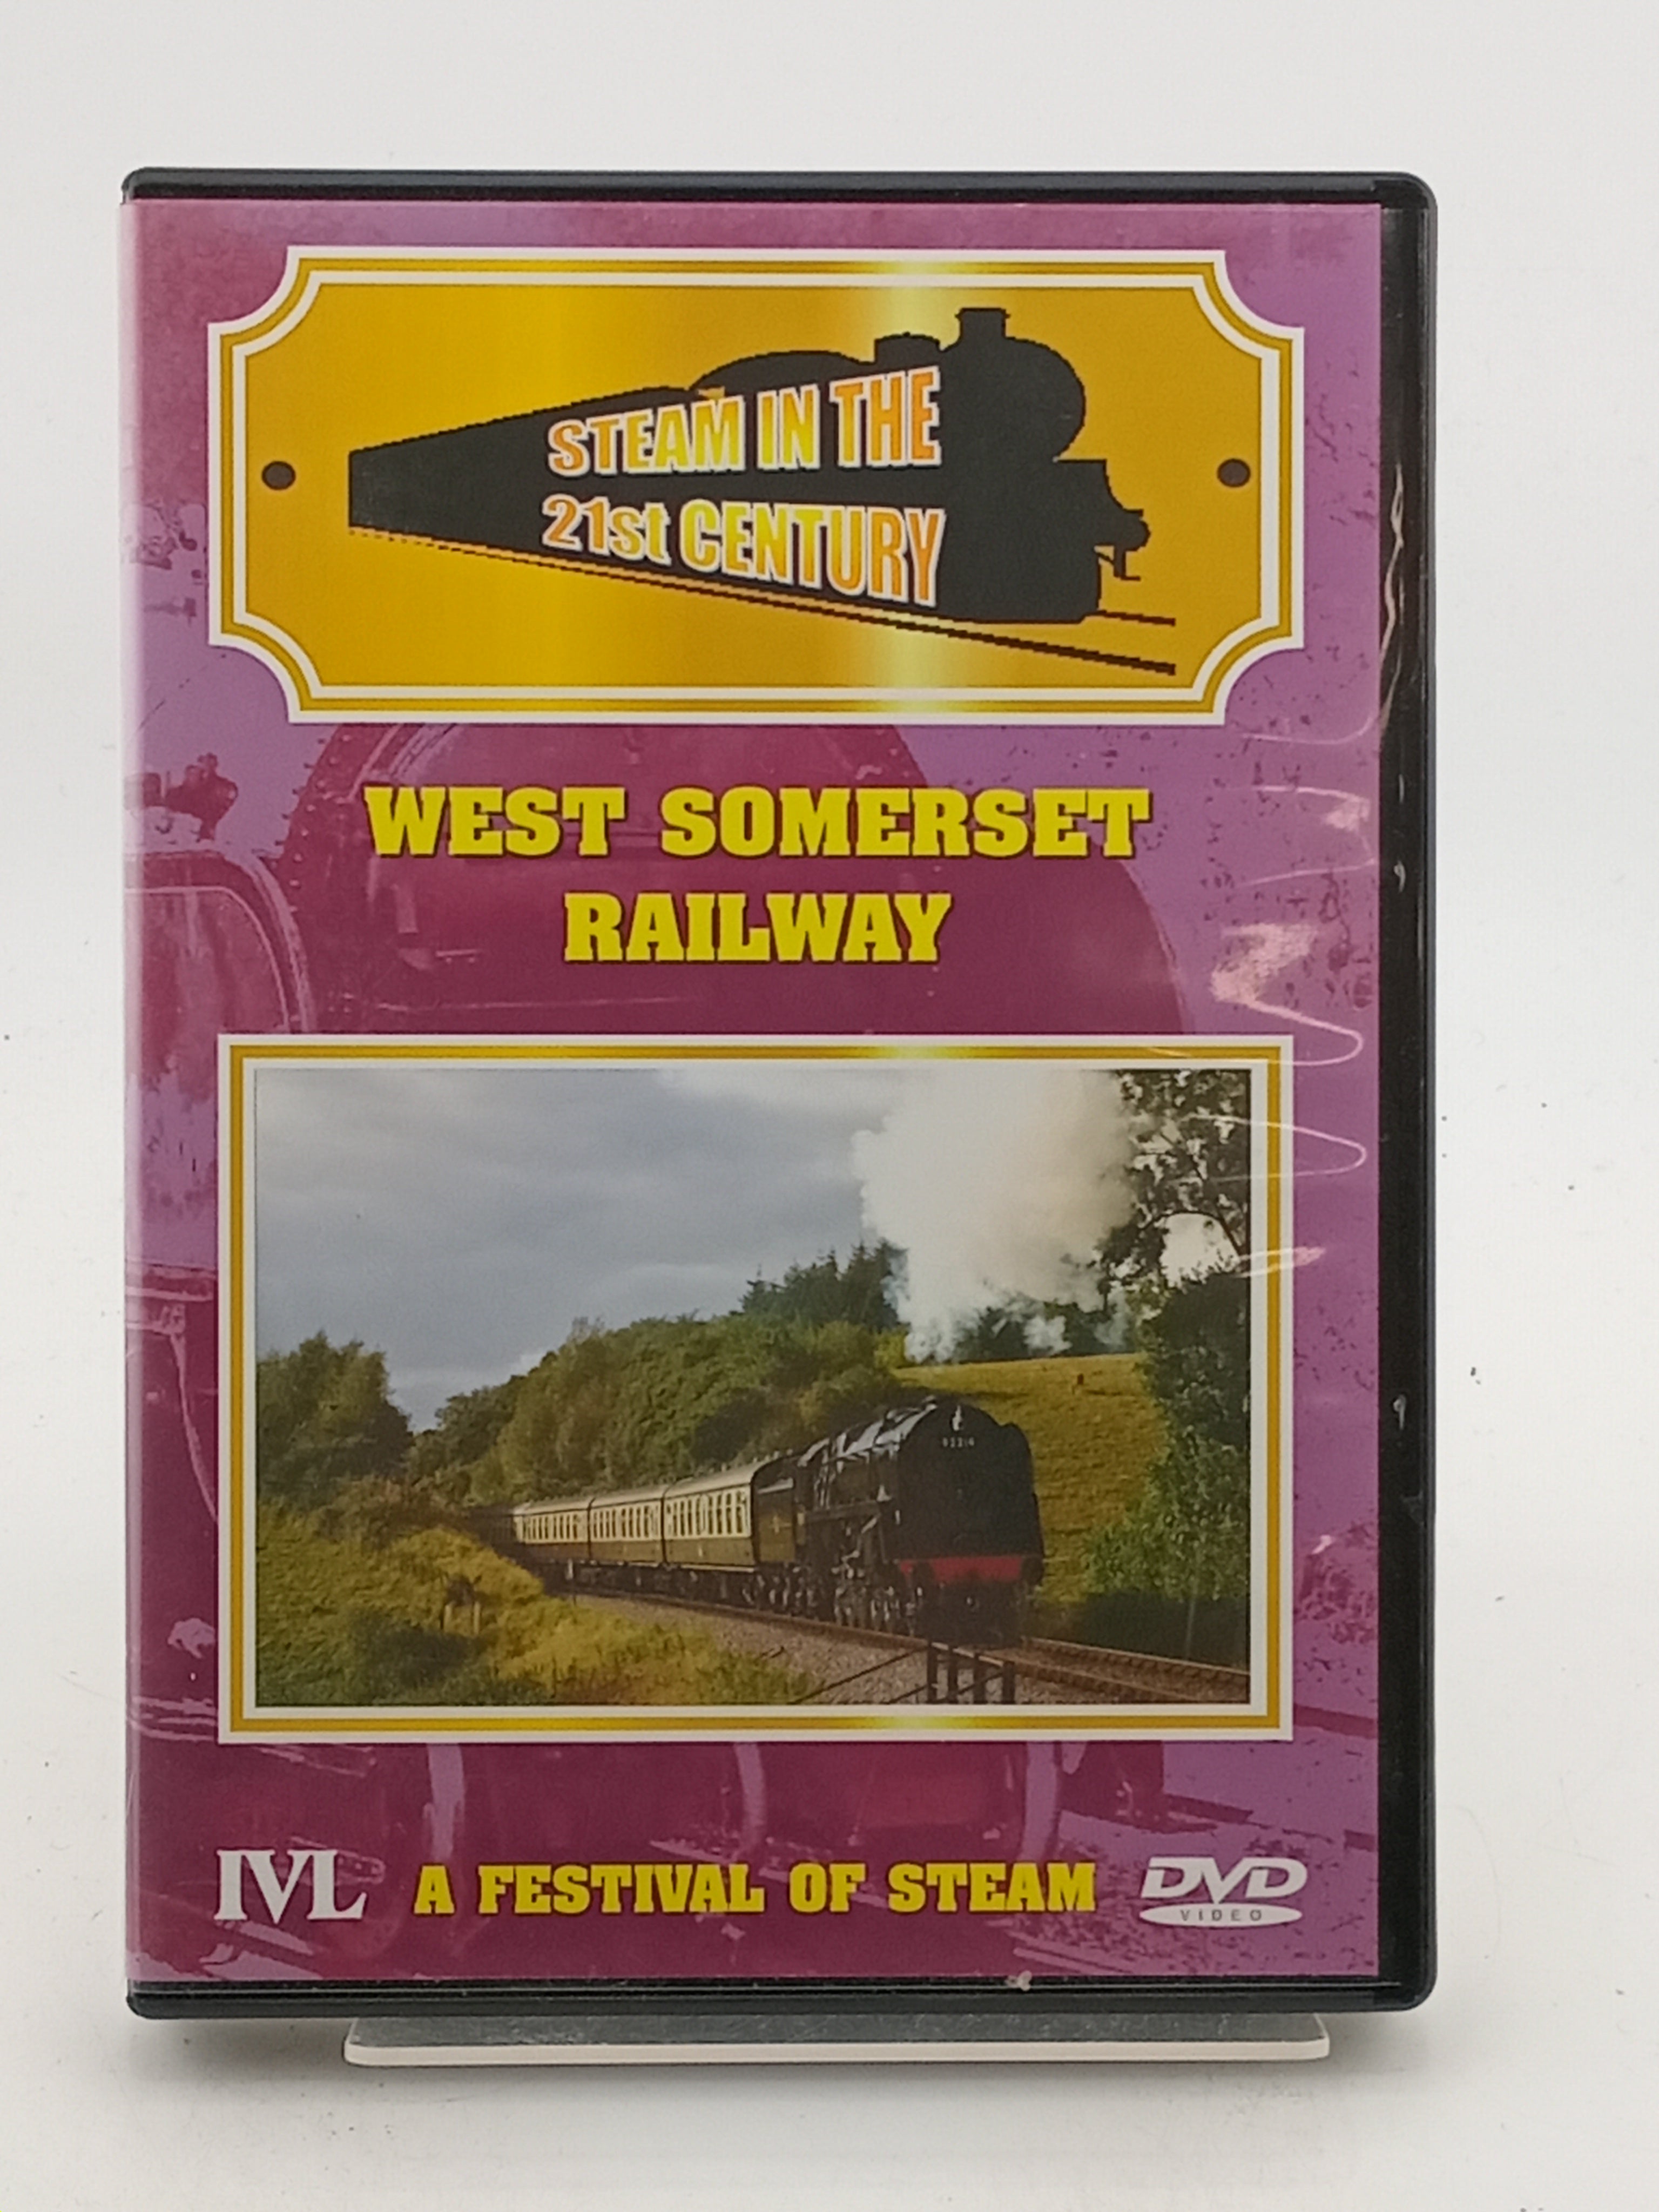 STEAM IN THE
21st CENTURY
WEST SOMERSET
RAILWAY
IVL
A FESTIVAL OF STEAM
DVD
VIDEO